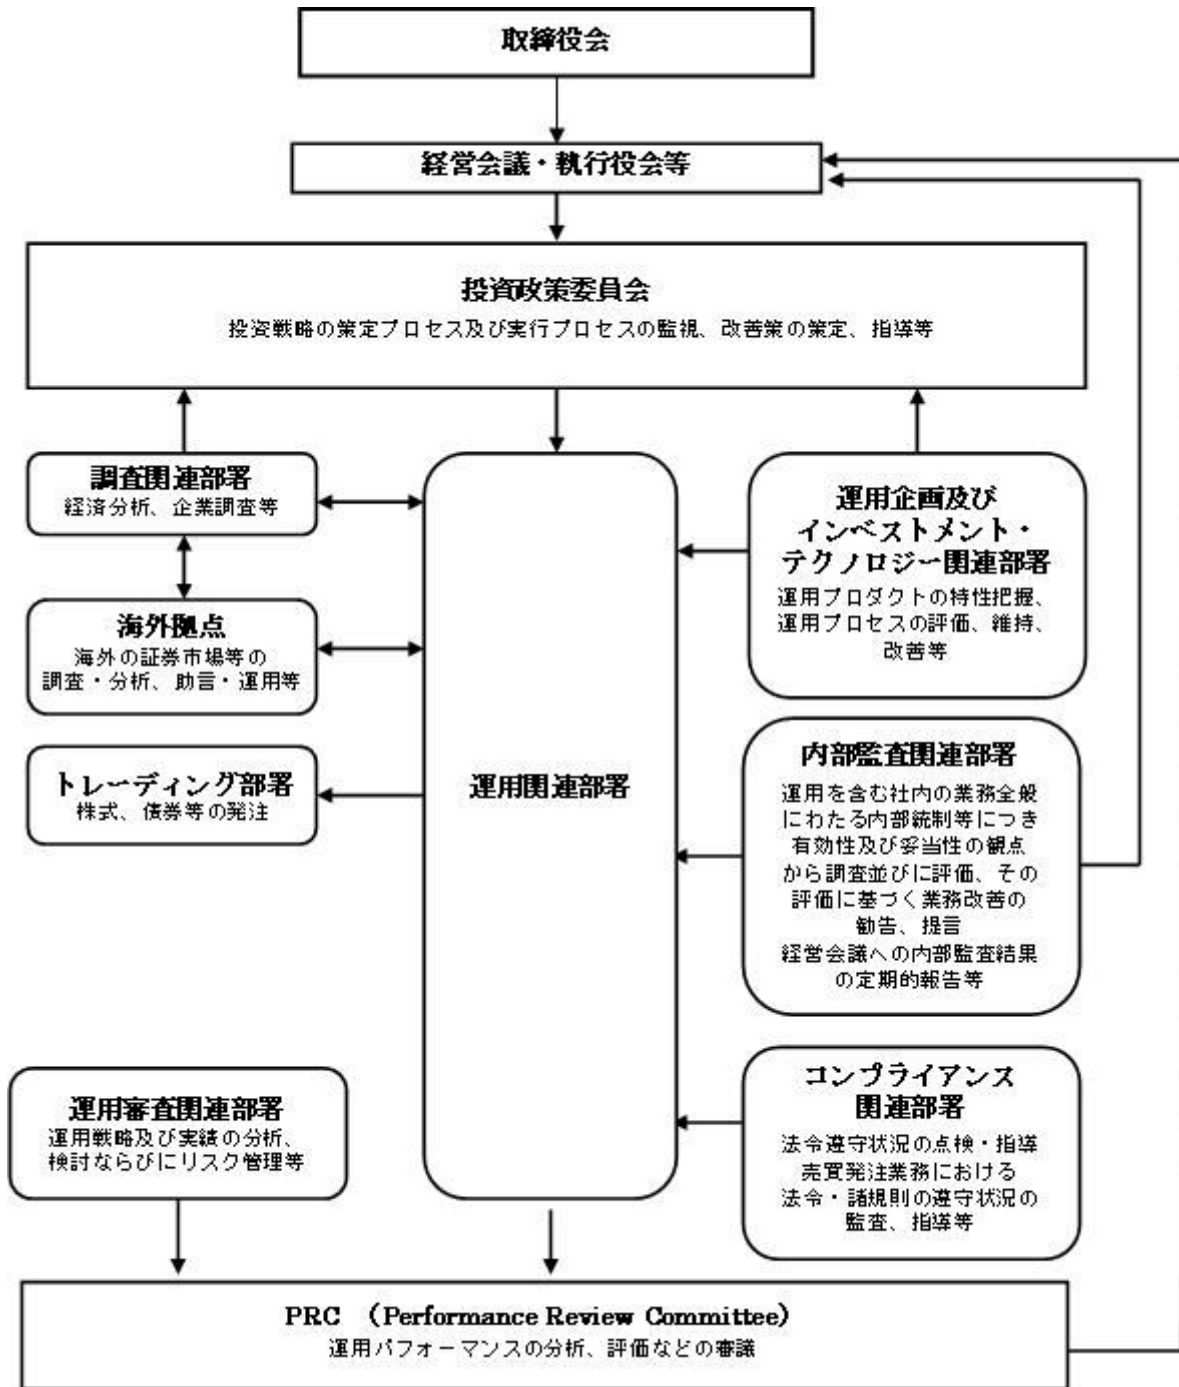 取締役会
経営会議・執行役会等
投資政策委員会
投資戦略の策定プロセス及び実行プロセスの監視、改善策の策定、指導等
調査関連部署
経済分析、企業調査等
海外拠点
海外の証券市場等の
調査・分析、助言・運用等
トレーディング部署
株式、債券等の発注
運用関連部署
運用企画及び
インベストメント・
テクノロジー関連部署
運用プロダクトの特性把握、
運用プロセスの評価、維持、
改善等
内部監査関連部署
運用を含む社内の業務全般
にわたる内部統制等につき
有効性及び妥当性の観点
から調査並びに評価、その
評価に基づく業務改善の
勧告、提言
経営会議への内部監査結果
の定期的報告等
コンプライアンス
関連部署
法令遵守状況の点検・指導
売買発注業務における
法令・諸規則の遵守状況の
監査、指導等
運用審査関連部署
運用戦略及び実績の分析、
検討ならびにリスク管理等
PRC （Performance Review Committee）
運用パフォーマンスの分析、評価などの審議